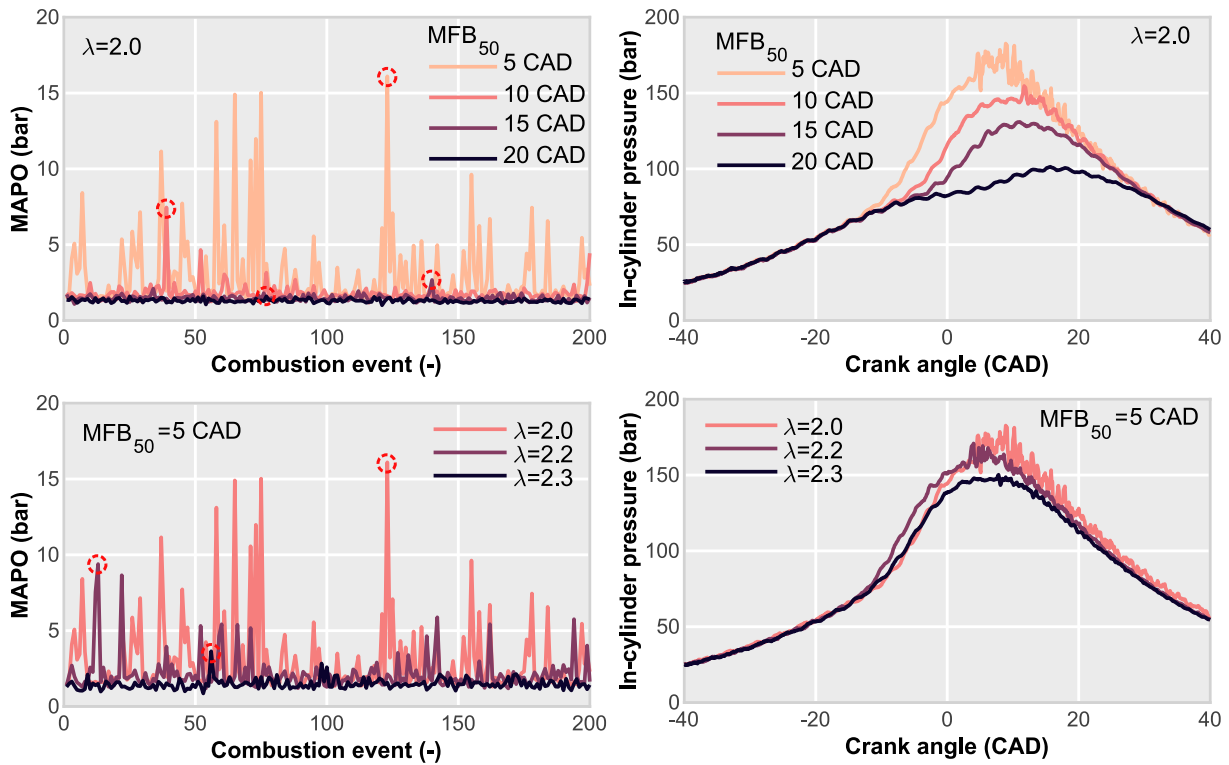 20
15
10
5
0
MAPO (bar)
λ=2.0
MFB50
5 CAD
10 CAD
15 CAD
20 CAD
0
50
100
150
200
Combustion event (-)
200
150
100
50
0
In-cylinder pressure (bar)
MFB50
5 CAD
10 CAD
15 CAD
20 CAD
λ=2.0
-40
-20
0
20
40
Crank angle (CAD)
20
15
10
5
0
MAPO (bar)
MFB50=5 CAD
λ=2.0
λ=2.2
λ=2.3
0
50
100
150
200
Combustion event (-)
200
150
100
50
0
In-cylinder pressure (bar)
λ=2.0
λ=2.2
λ=2.3
MFB50=5 CAD
-40
-20
0
20
40
Crank angle (CAD)